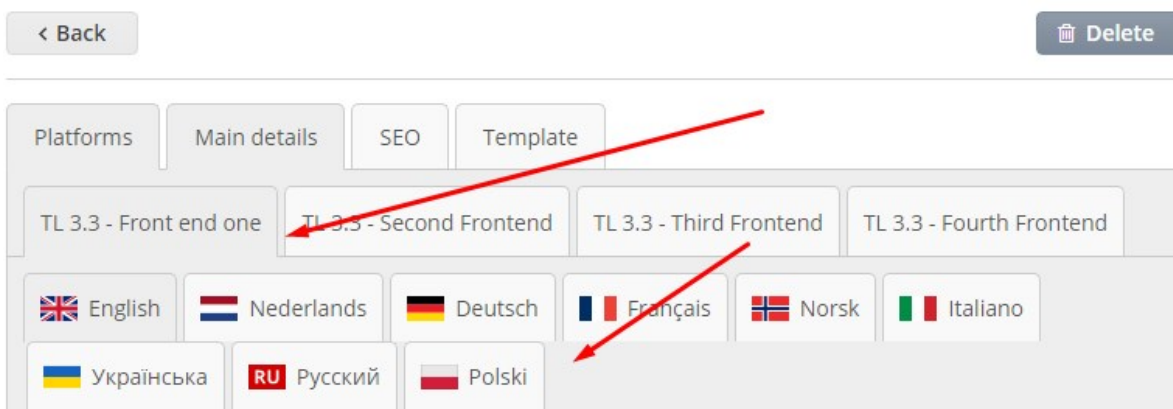 < Back Delete
Platforms Main details SEO Template
TL 3.3 - Front end one TL 3.3 - Second Frontend TL 3.3 - Third Frontend TL 3.3 - Fourth Frontend
English Nederlands Deutsch Français Norsk Italiano
Українська RU Русский Polski